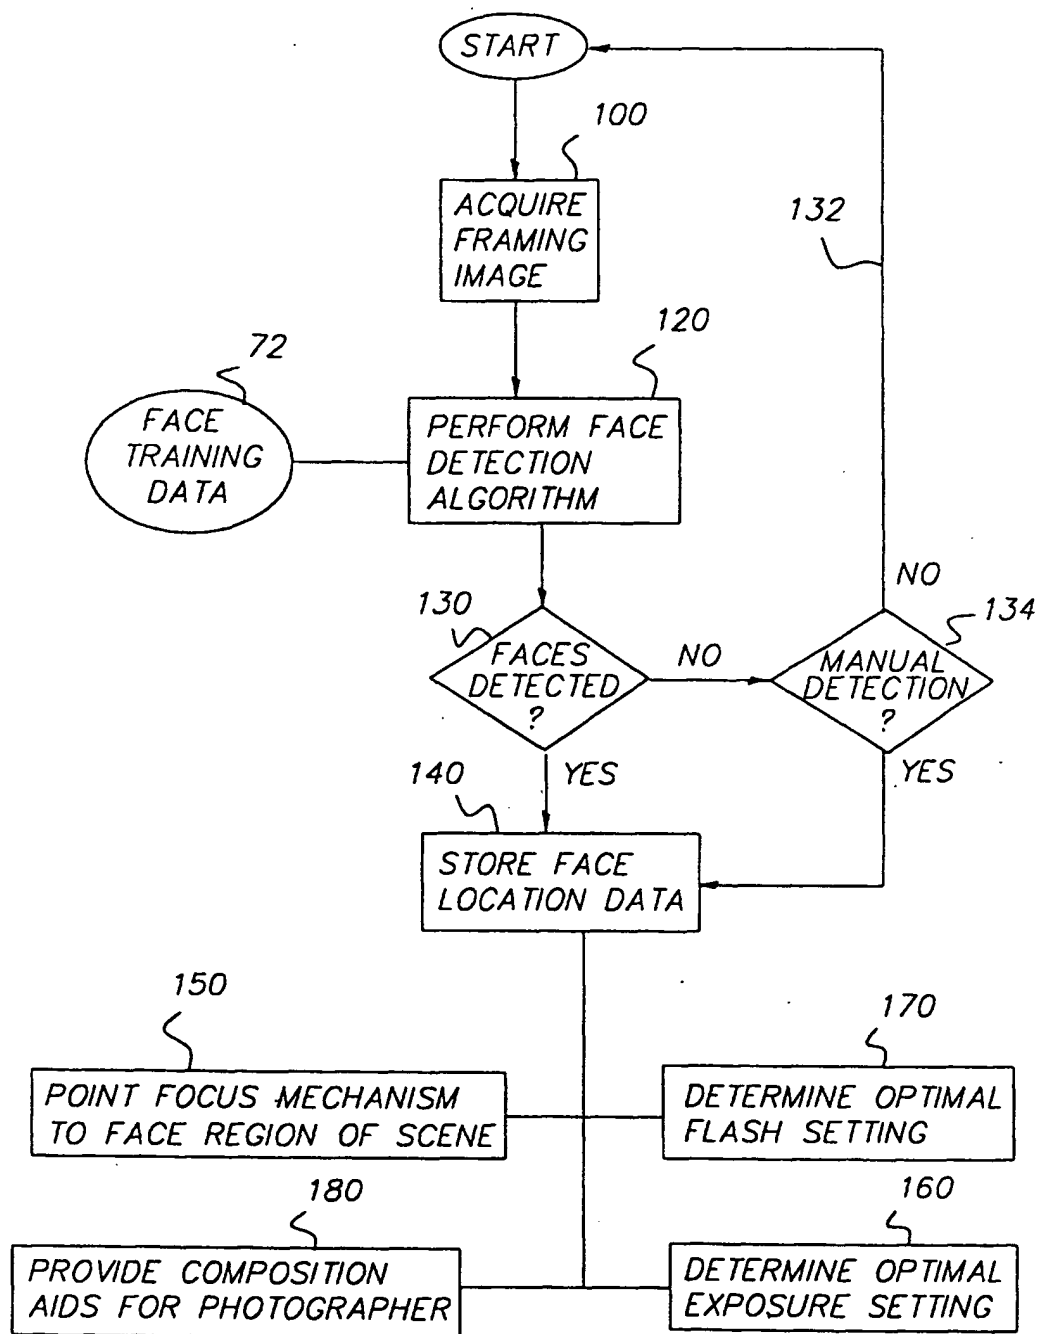 START
100
ACQUIRE
FRAMING
IMAGE
132
120
72
FACE
TRAINING
DATA
PERFORM FACE
DETECTION
ALGORITHM
NO
130
134
FACES
DETECTED
?
NO
MANUAL
DETECTION
?
140
YES
YES
STORE FACE
LOCATION DATA
150
170
POINT FOCUS MECHANISM
TO FACE REGION OF SCENE
DETERMINE OPTIMAL
FLASH SETTING
180
160
PROVIDE COMPOSITION
AIDS FOR PHOTOGRAPHER
DETERMINE OPTIMAL
EXPOSURE SETTING